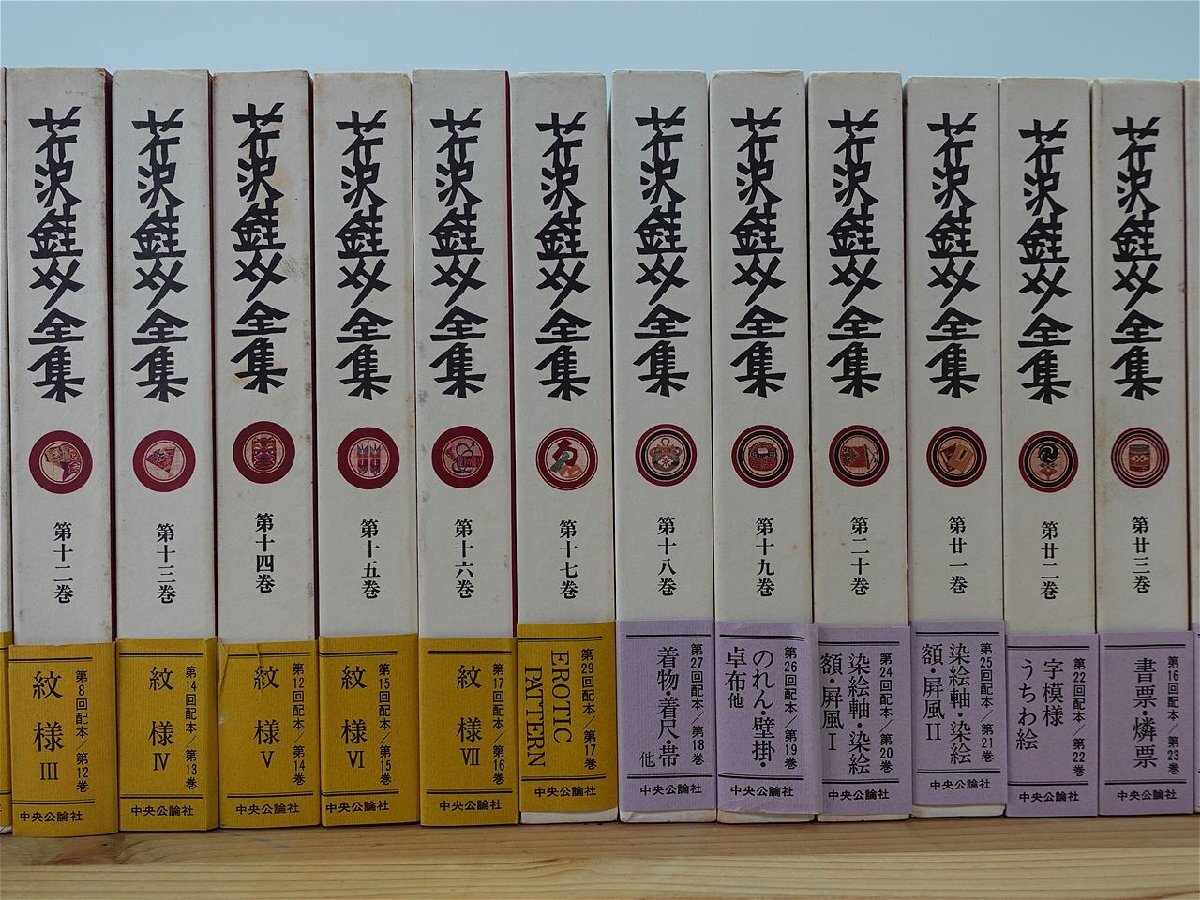 芹沢銈介全集
第十二巻
第8回配本/第12巻
紋様III
中央公論社
芹沢銈介全集
第十三巻
第4回配本/第13巻
紋様IV
中央公論社
芹沢銈介全集
第十四巻
第12回配本/第14巻
紋様V
中央公論社
芹沢銈介全集
第十五巻
第15回配本/第15巻
紋様VI
中央公論社
芹沢銈介全集
第十六巻
第17回配本/第16巻
紋様VII
中央公論社
芹沢銈介全集
第十七巻
第29回配本/第17巻
EROTIC
PATTERN
中央公論社
芹沢銈介全集
第十八巻
第27回配本/第18巻
着物・着尺・帯
他
中央公論社
芹沢銈介全集
第十九巻
第26回配本/第19巻
のれん・壁掛・
卓布他
中央公論社
芹沢銈介全集
第二十巻
第24回配本/第20巻
染絵軸・染絵
額・屏風I
中央公論社
芹沢銈介全集
第廿一巻
第25回配本/第21巻
染絵軸・染絵
額・屏風II
中央公論社
芹沢銈介全集
第廿二巻
第22回配本/第22巻
字模様
うちわ絵
中央公論社
芹沢銈介全集
第廿三巻
第16回配本/第23巻
書票・燐票
中央公論社